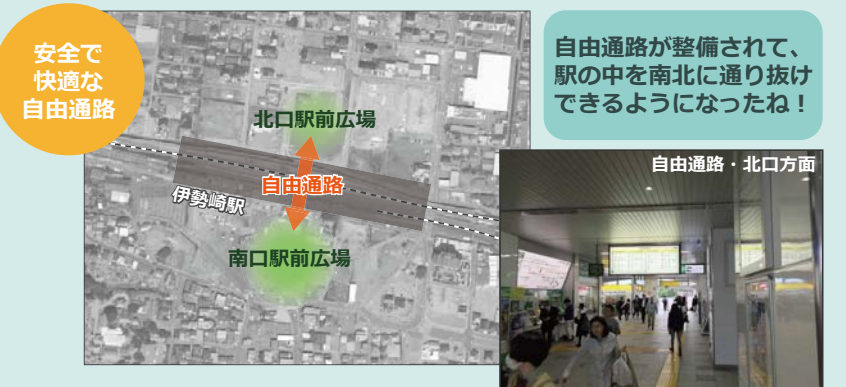 安全で
快適な
自由通路
北口駅前広場
自由通路
伊勢崎駅
南口駅前広場
自由通路が整備されて、
駅の中を南北に通り抜け
できるようになったね！
自由通路・北口方面